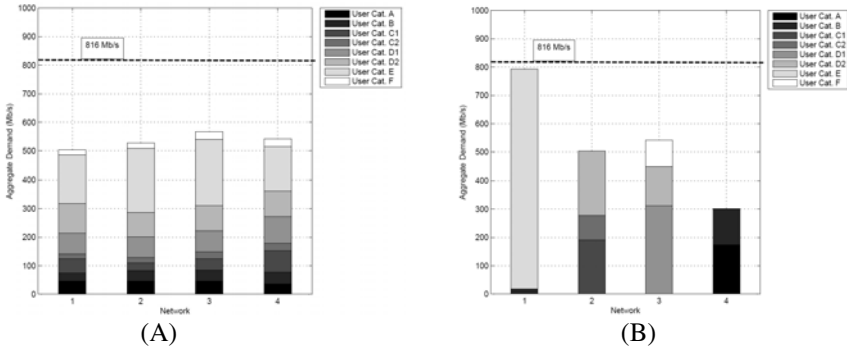 1000
900
800
700
600
500
400
300
200
100
0
Aggregate Demand (Mb/s)
816 Mb/s
1
2
3
4
Network
User Cat. A
User Cat. B
User Cat. C1
User Cat. C2
User Cat. D1
User Cat. D2
User Cat. E
User Cat. F
(A)
1000
900
800
700
600
500
400
300
200
100
0
Aggregate Demand (Mb/s)
816 Mb/s
1
2
3
4
Network
User Cat. A
User Cat. B
User Cat. C1
User Cat. C2
User Cat. D1
User Cat. D2
User Cat. E
User Cat. F
(B)